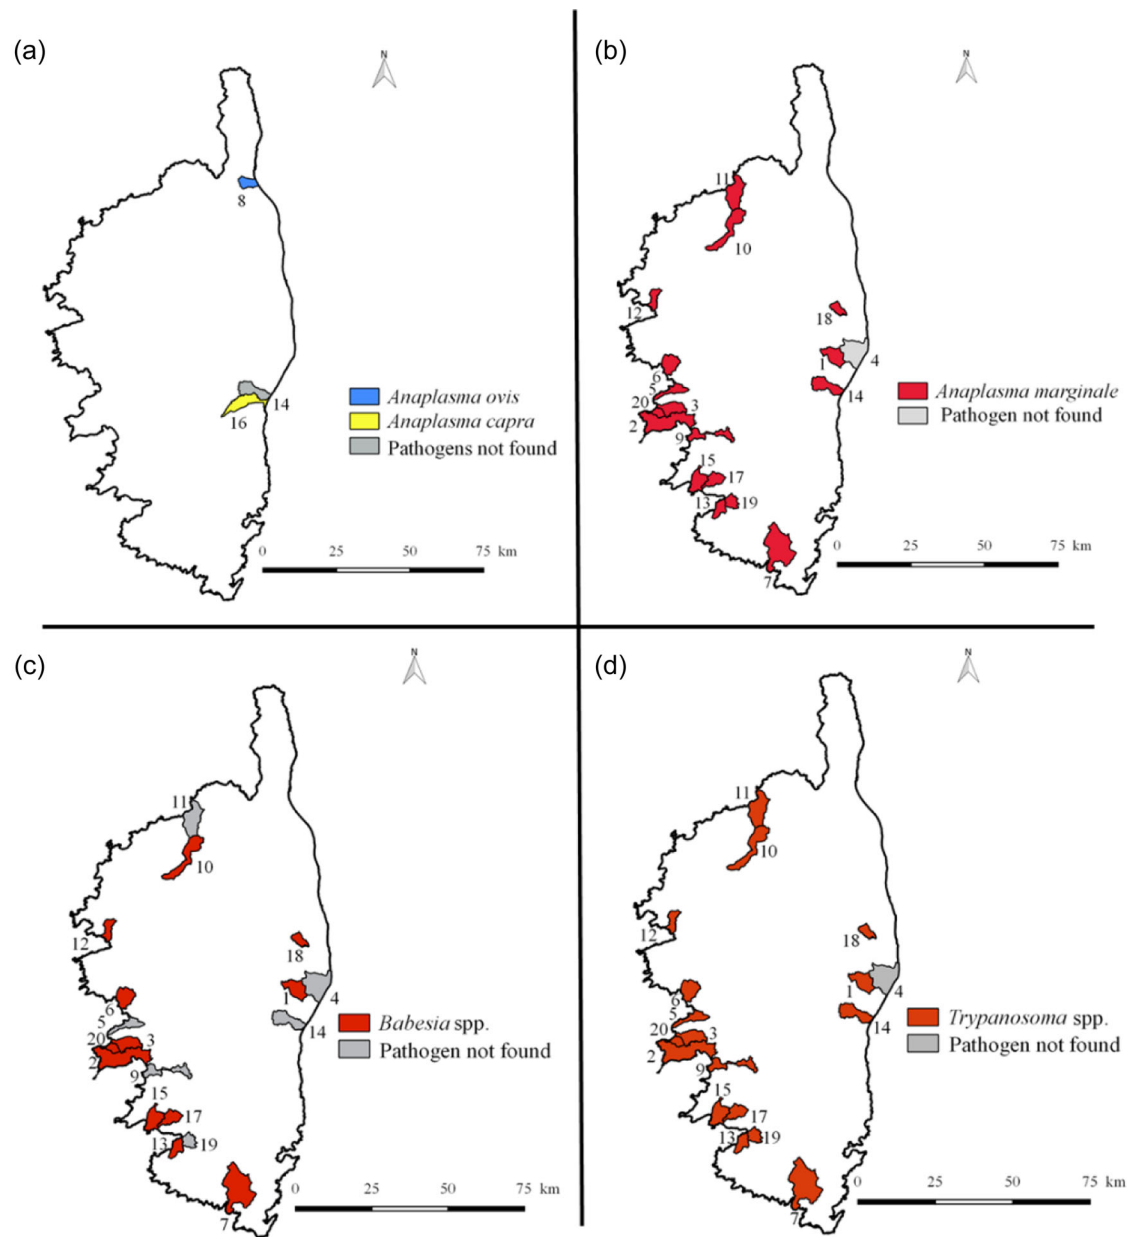 (a)
N
8
14
16
Anaplasma ovis
Anaplasma capra
Pathogens not found
0 25 50 75 km
(b)
N
11
10
12
18
1
4
14
6
5
20
3
2
9
15
17
13
19
7
Anaplasma marginale
Pathogen not found
0 25 50 75 km
(c)
N
11
10
12
18
1
4
14
6
5
20
3
2
9
15
17
13
19
7
Babesia spp.
Pathogen not found
0 25 50 75 km
(d)
N
11
10
12
18
1
4
14
6
5
20
3
2
9
15
17
13
19
7
Trypanosoma spp.
Pathogen not found
0 25 50 75 km